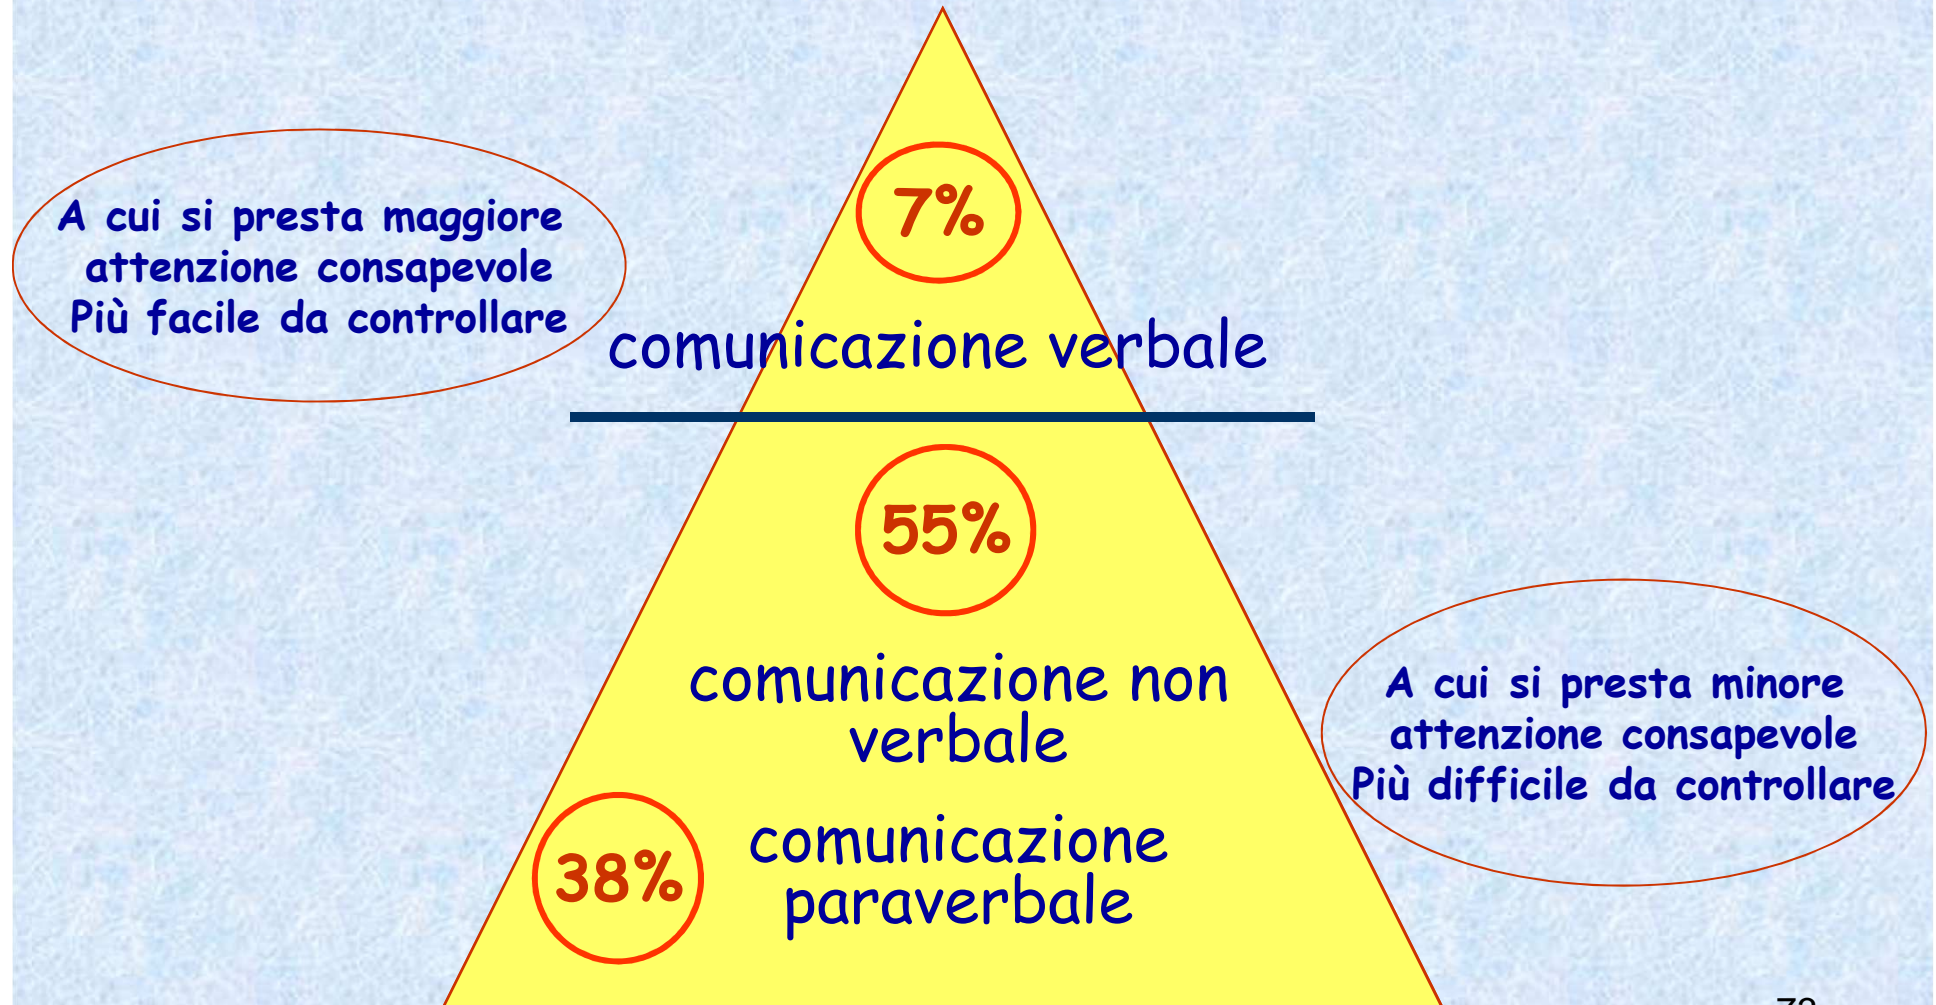 7%
A cui si presta maggiore
attenzione consapevole
Più facile da controllare
comunicazione verbale
55%
comunicazione non
verbale
A cui si presta minore
attenzione consapevole
Più difficile da controllare
38%
comunicazione
paraverbale